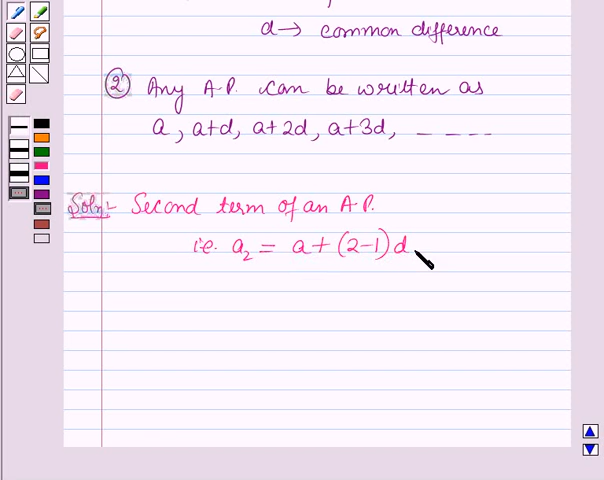 d → common difference
② Any A.P. can be written as
a, a+d, a+2d, a+3d, _ _ _ _
Soln:- Second term of an A.P.
i.e. a₂ = a + (2-1)d